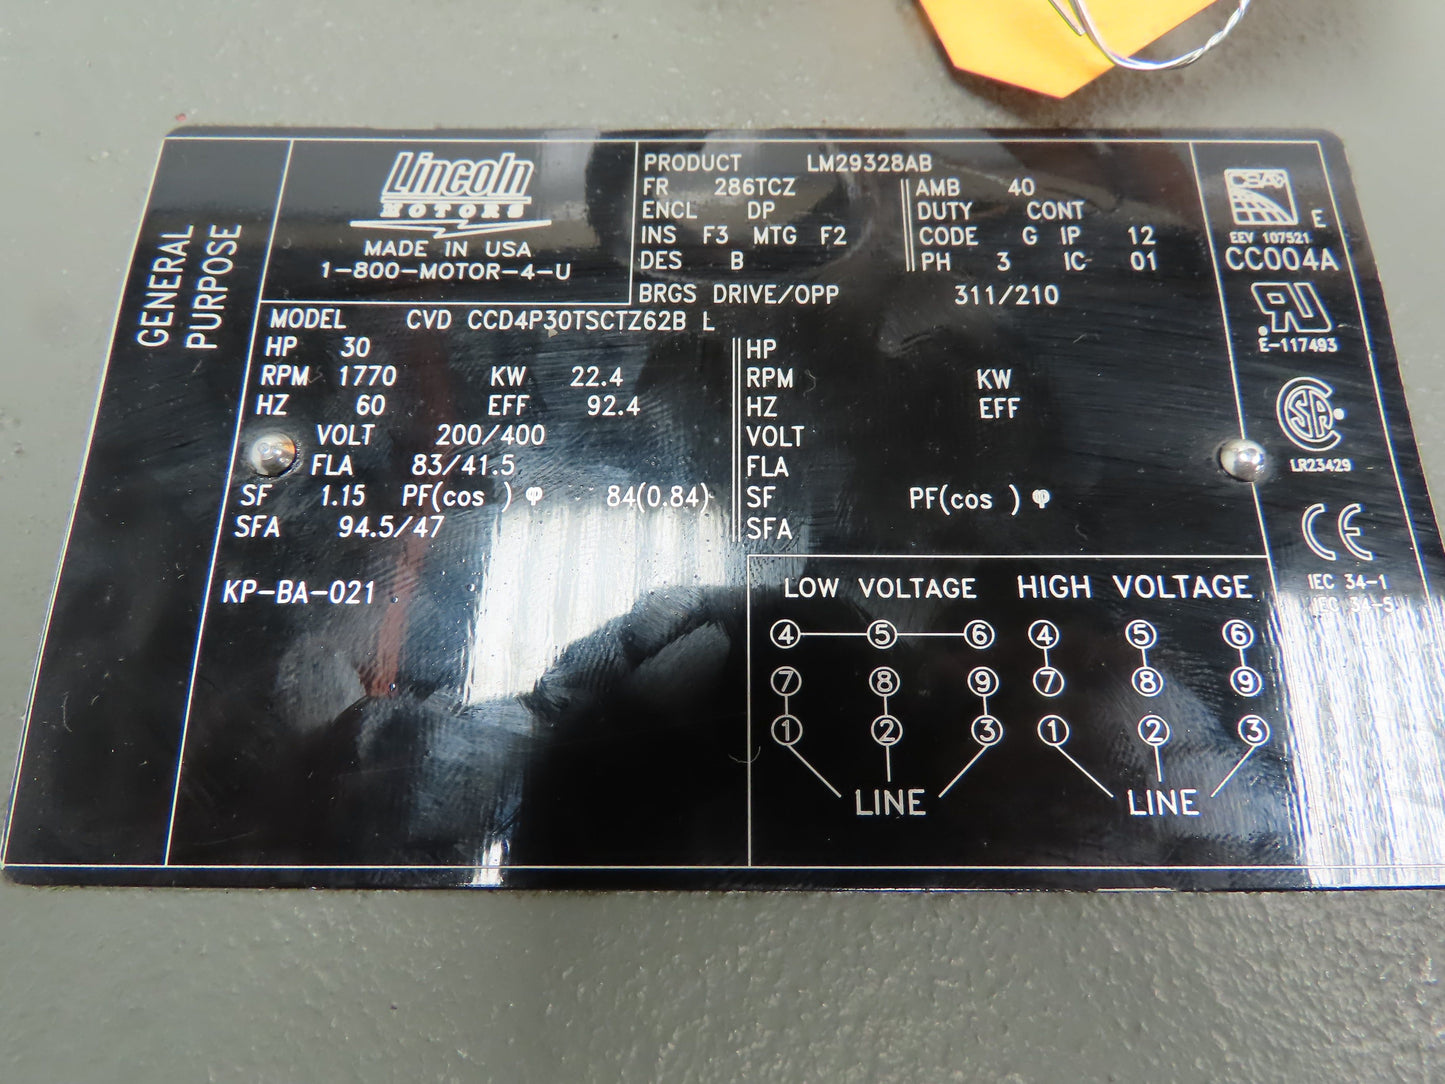 GENERAL
PURPOSE
Lincoln
MOTORS
MADE IN USA
1-800-MOTOR-4-U
PRODUCT LM29328AB
FR 286TCZ
ENCL DP
INS F3 MTG F2
DES B
AMB 40
DUTY CONT
CODE G IP 12
PH 3 IC 01
BRGS DRIVE/OPP 311/210
MODEL CVD CCD4P30TSCTZ62B L
HP 30
RPM 1770 KW 22.4
HZ 60 EFF 92.4
VOLT 200/400
FLA 83/41.5
SF 1.15 PF(cos ) φ 84(0.84)
SFA 94.5/47
KP-BA-021
HP
RPM KW
HZ EFF
VOLT
FLA
SF PF(cos ) φ
SFA
LOW VOLTAGE
4 5 6
7 8 9
1 2 3
LINE
HIGH VOLTAGE
4 5 6
7 8 9
1 2 3
LINE
CSA E
EEV 107521
CC004A
RU
E-117493
CSA
LR23429
CE
IEC 34-1
IEC 34-5